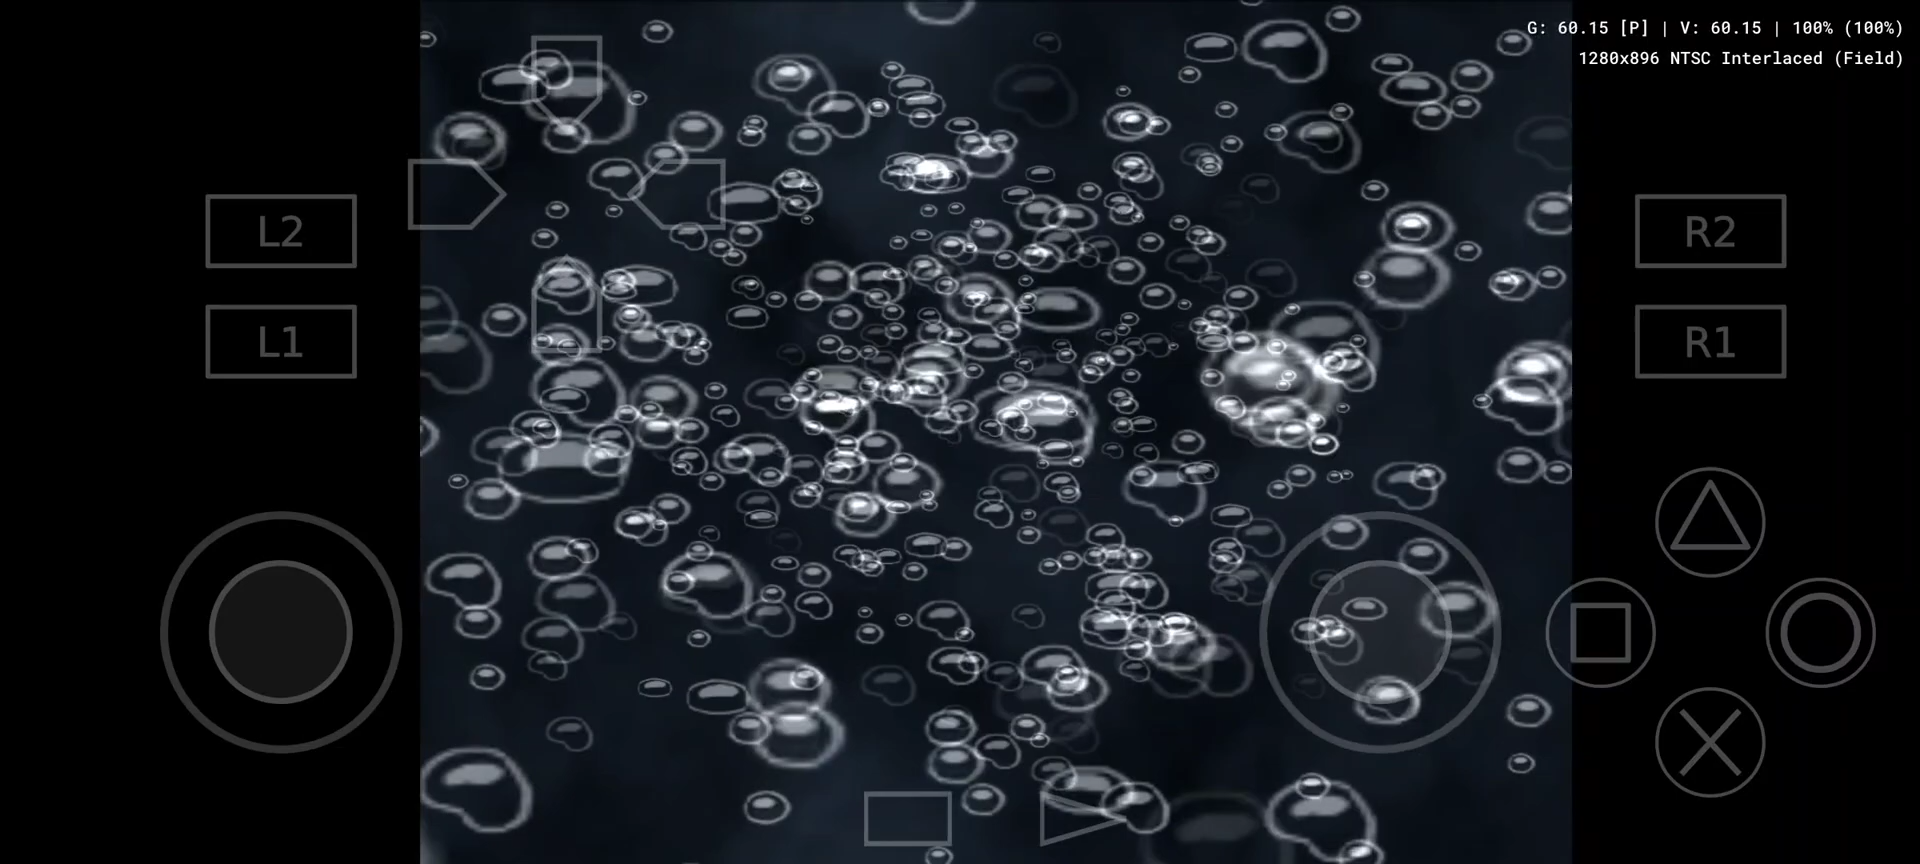 G: 60.15 [P] | V: 60.15 | 100% (100%)
1280x896 NTSC Interlaced (Field)
L2
R2
L1
R1